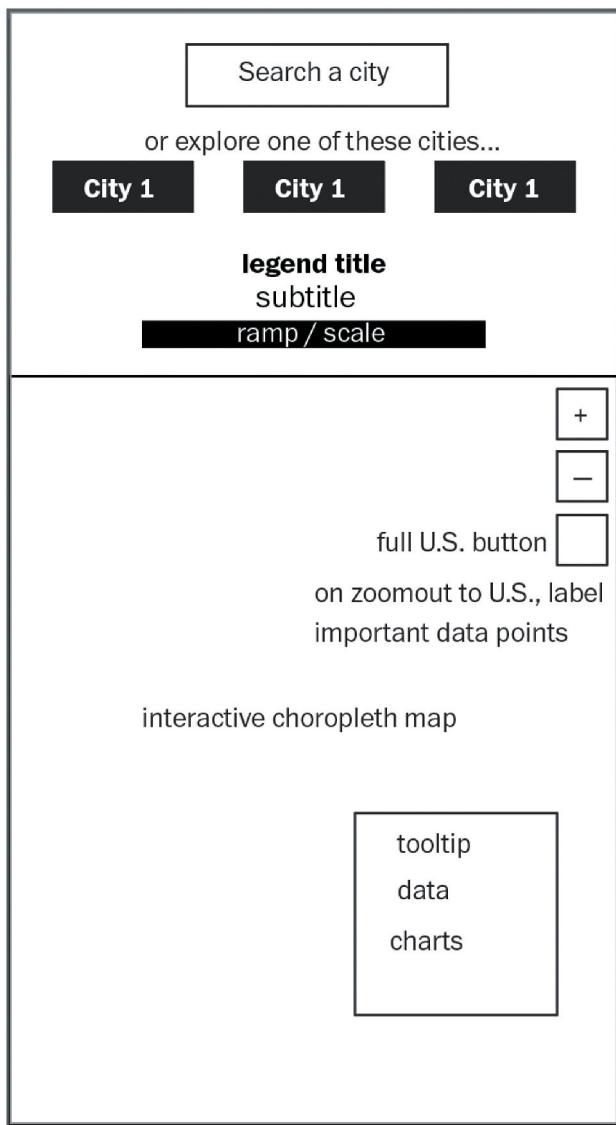 Search a city
or explore one of these cities...
City 1 City 1 City 1
legend title
subtitle
ramp / scale
+
—
full U.S. button
on zoomout to U.S., label
important data points
interactive choropleth map
tooltip
data
charts